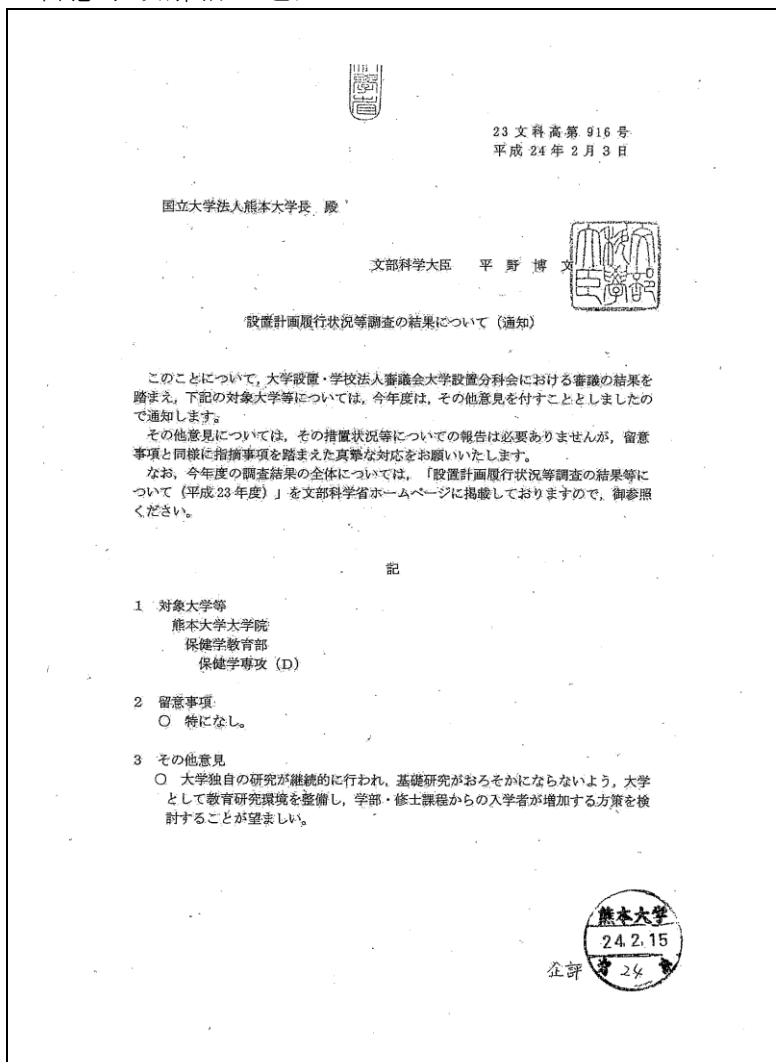 23文科高第916号
平成24年2月3日
国立大学法人熊本大学長 殿
文部科学大臣 平野博文
文部科学大臣
設置計画履行状況等調査の結果について(通知)
このことについて,大学設置・学校法人審議会大学設置分科会における審議の結果を
踏まえ,下記の対象大学等については,今年度は,その他意見を付すこととしましたの
で通知します。
その他意見については,その措置状況等についての報告は必要ありませんが,留意
事項と同様に指摘事項を踏まえた真摯な対応をお願いいたします。
なお,今年度の調査結果の全体については,「設置計画履行状況等調査の結果等に
ついて(平成23年度)」を文部科学省ホームページに掲載しておりますので,御参照
ください。
記
1 対象大学等
熊本大学大学院
保健学教育部
保健学専攻(D)
2 留意事項
○ 特になし。
3 その他意見
○ 大学独自の研究が継続的に行われ,基礎研究がおろそかにならないよう,大学
として教育研究環境を整備し,学部・修士課程からの入学者が増加する方策を検
討することが望ましい。
熊本大学
24.2.15
企評
24